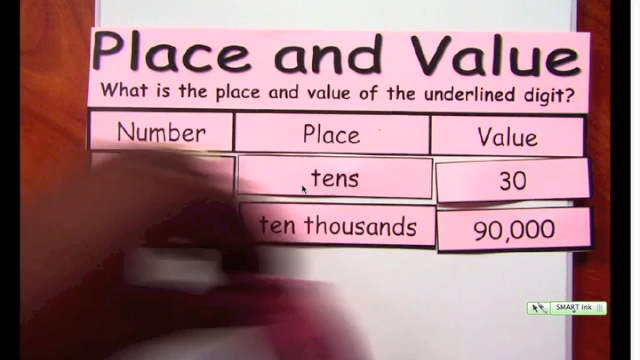 Place and Value
What is the place and value of the underlined digit?
Number Place Value
tens 30
ten thousands 90,000
SMART Ink